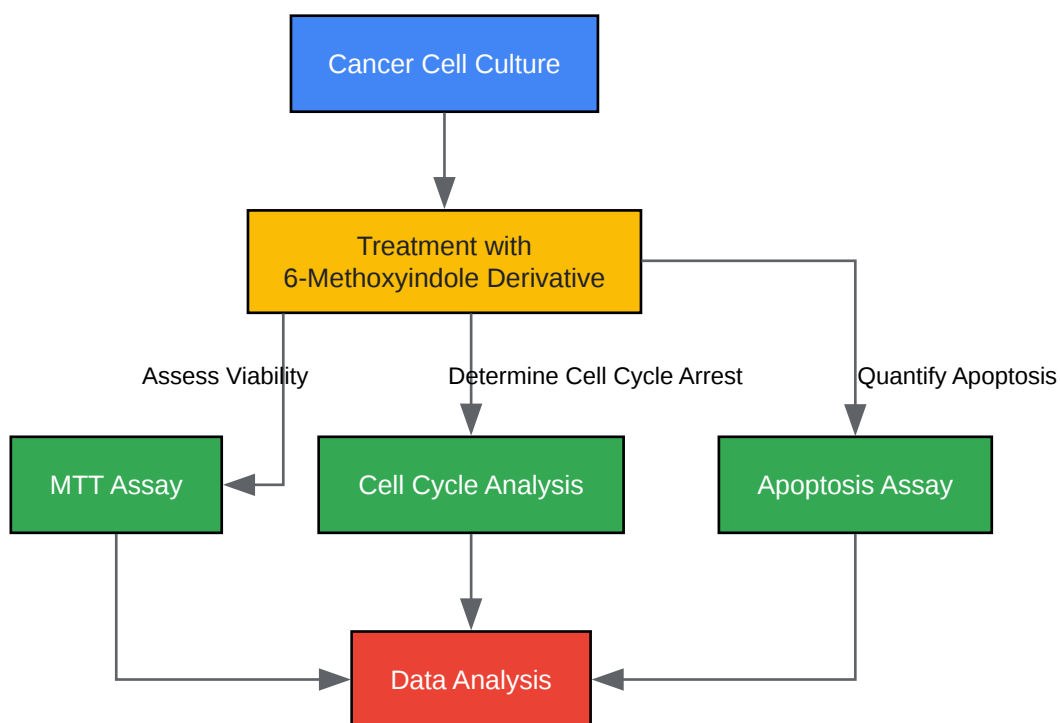 Cancer Cell Culture
Treatment with
6-Methoxyindole Derivative
Assess Viability
Determine Cell Cycle Arrest
Quantify Apoptosis
MTT Assay
Cell Cycle Analysis
Apoptosis Assay
Data Analysis